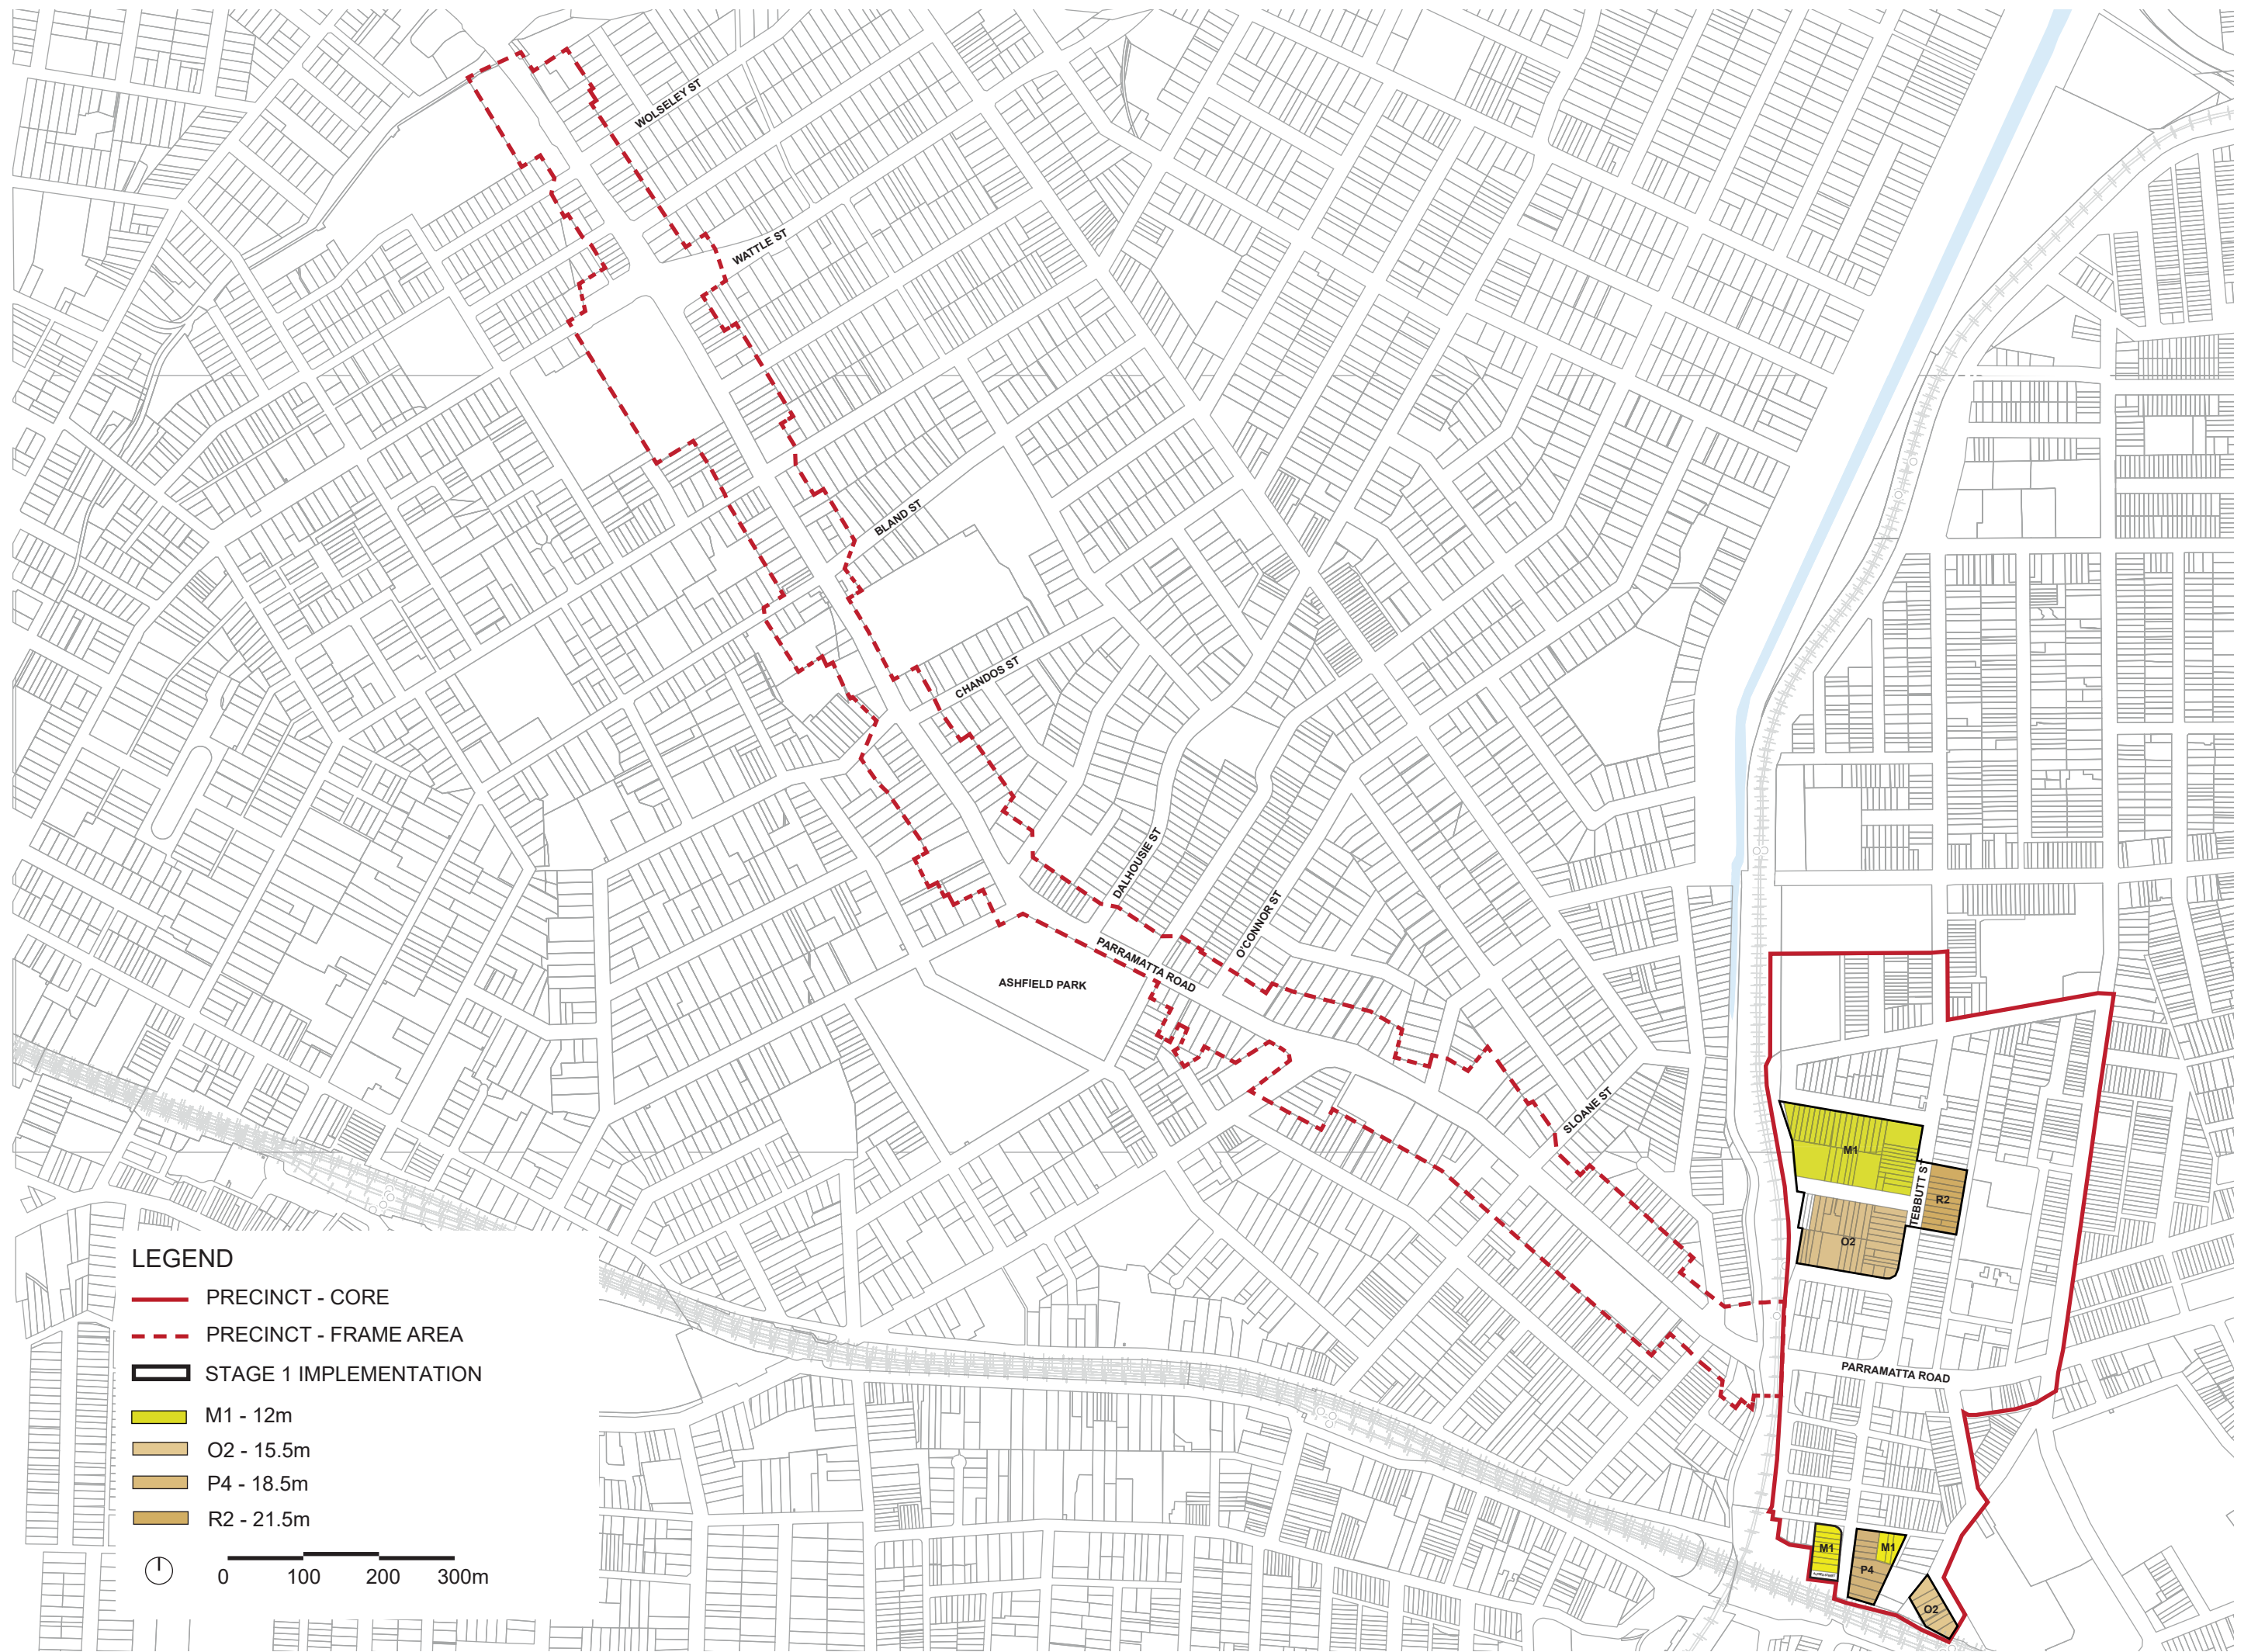 WOLSELEY ST
WATTLE ST
BLAND ST
CHANDOS ST
DALHOUSIE ST
O'CONNOR ST
PARRAMATTA ROAD
ASHFIELD PARK
SLOANE ST
M1
TEBBUTT ST
R2
O2
PARRAMATTA ROAD
M1
M1
P4
O2
LEGEND
PRECINCT - CORE
PRECINCT - FRAME AREA
STAGE 1 IMPLEMENTATION
M1 - 12m
O2 - 15.5m
P4 - 18.5m
R2 - 21.5m
0 100 200 300m